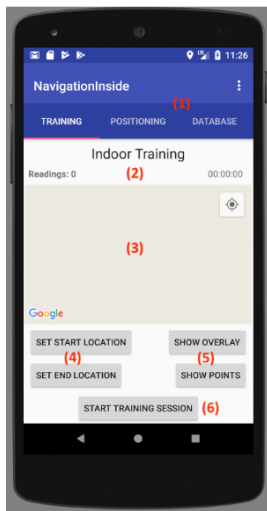 11:26
NavigationInside
(1)
TRAINING POSITIONING DATABASE
Indoor Training
Readings: 0 (2) 00:00:00
(3)
Google
SET START LOCATION SHOW OVERLAY
(4) (5)
SET END LOCATION SHOW POINTS
START TRAINING SESSION (6)